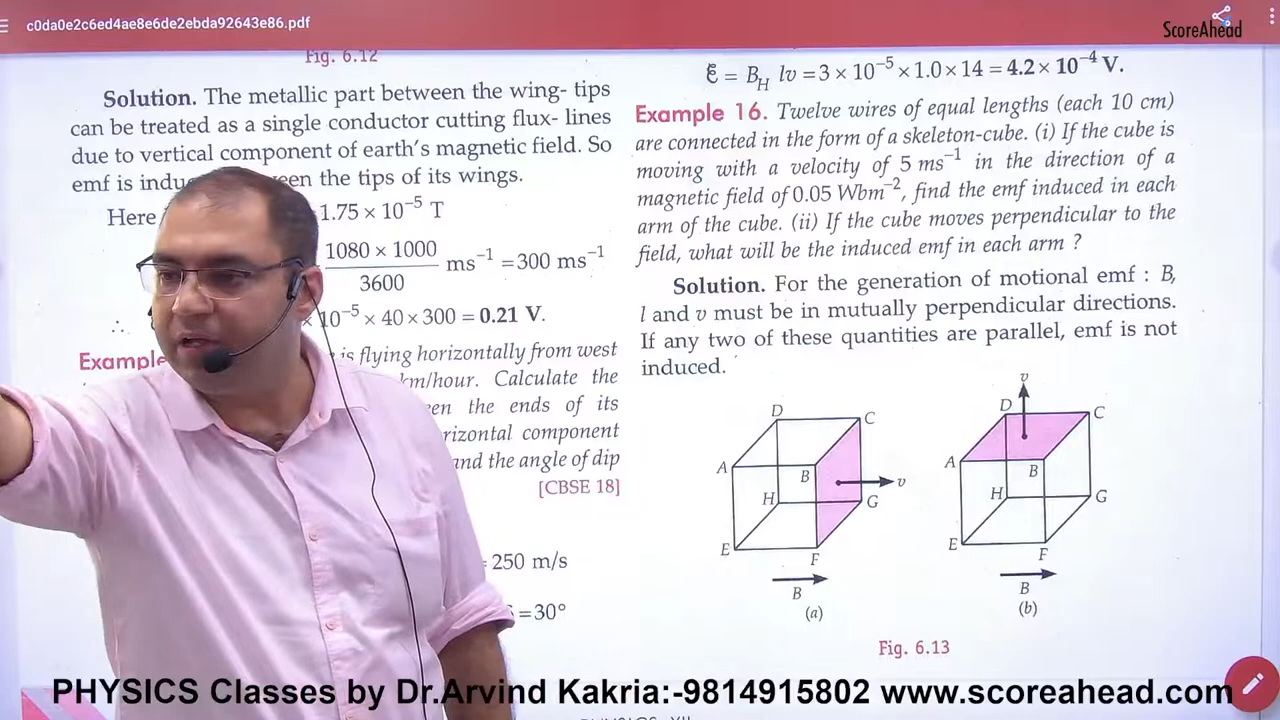 c0da0e2c6ed4ae8e6de2ebda92643e86.pdf
ScoreAhead
Fig. 6.12
Solution. The metallic part between the wing- tips
can be treated as a single conductor cutting flux- lines
due to vertical component of earth's magnetic field. So
emf is the tips of its wings.
Here 1.75 × 10⁻⁵ T
1080 × 1000
3600
ms⁻¹ = 300 ms⁻¹
∴ × 10⁻⁵ × 40 × 300 = 0.21 V.
Example is flying horizontally from west
km/hour. Calculate the
the ends of its
component
and the angle of dip
[CBSE 18]
250 m/s
= 30°
ℰ = B_H lv = 3 × 10⁻⁵ × 1.0 × 14 = 4.2 × 10⁻⁴ V.
Example 16. Twelve wires of equal lengths (each 10 cm)
are connected in the form of a skeleton-cube. (i) If the cube is
moving with a velocity of 5 ms⁻¹ in the direction of a
magnetic field of 0.05 Wbm⁻², find the emf induced in each
arm of the cube. (ii) If the cube moves perpendicular to the
field, what will be the induced emf in each arm ?
Solution. For the generation of motional emf : B,
l and v must be in mutually perpendicular directions.
If any two of these quantities are parallel, emf is not
induced.
D C
A B
H G
v
E F
B
(a)
v
D C
A B
H G
E F
B
(b)
Fig. 6.13
PHYSICS Classes by Dr.Arvind Kakria:-9814915802 www.scoreahead.com